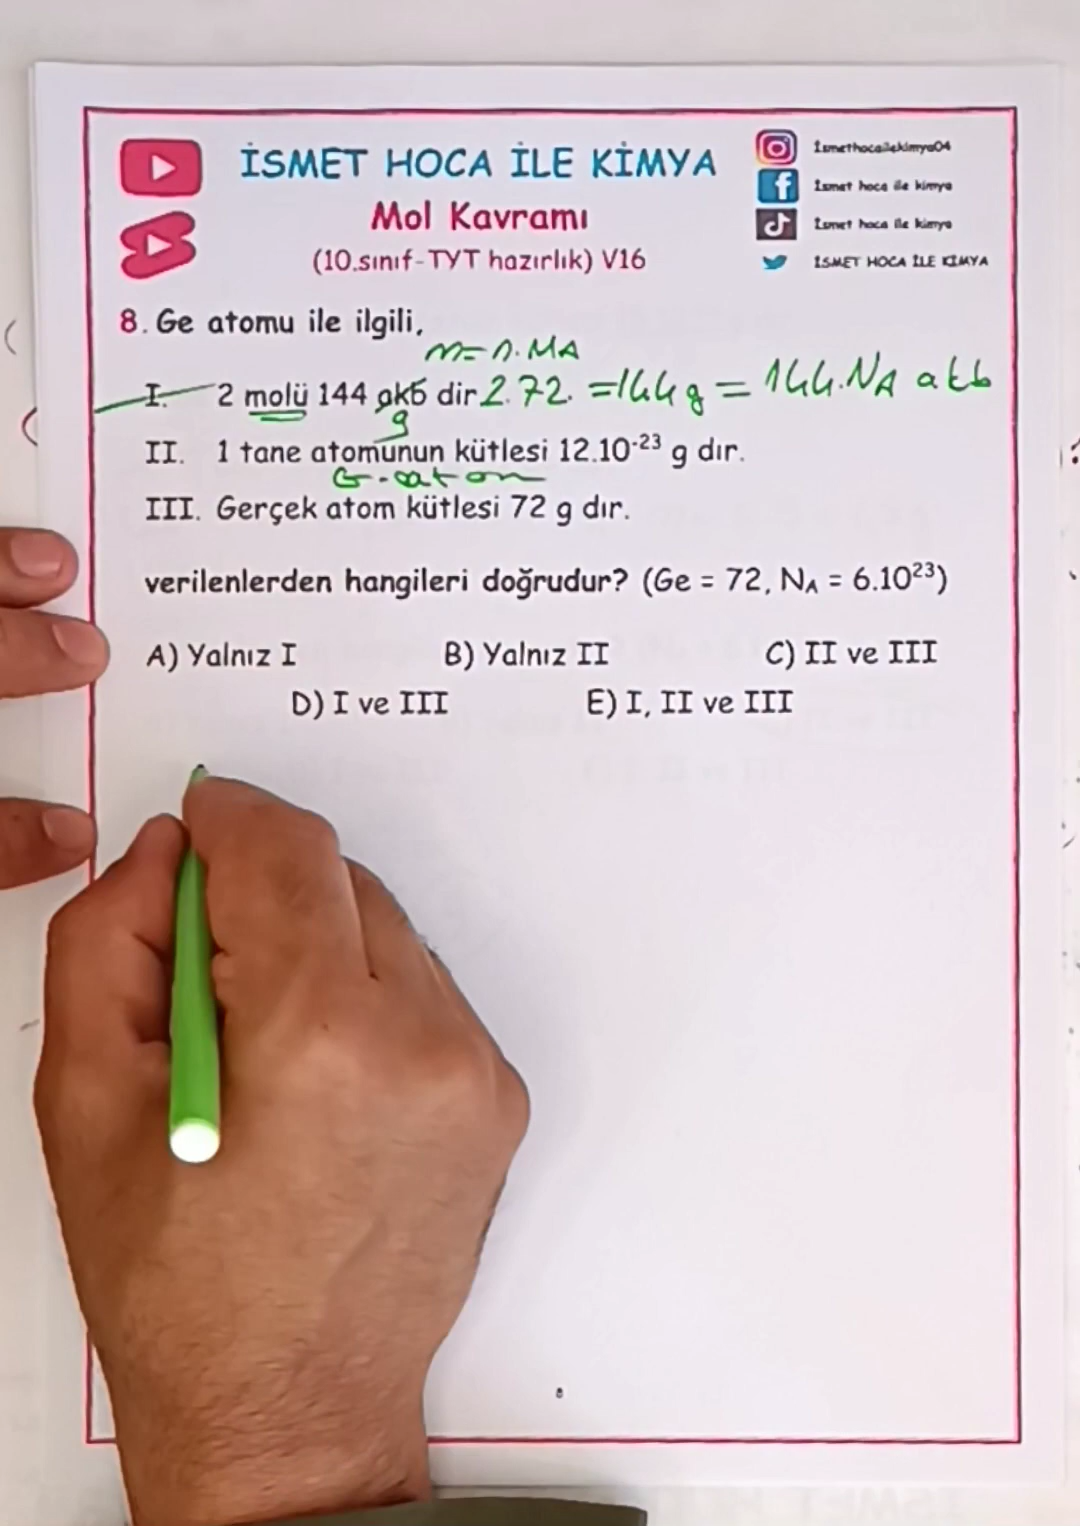 İSMET HOCA İLE KİMYA
Mol Kavramı
(10.sınıf-TYT hazırlık) V16
İsmethocailekimya04
İsmet hoca ile kimya
İsmet hoca ile kimya
İSMET HOCA İLE KİMYA
8. Ge atomu ile ilgili,
m=n.MA
I. 2 molü 144 akb dir 2.72. =144g = 144.NA akb
g
II. 1 tane atomunun kütlesi 12.10⁻²³ g dır.
G-atom
III. Gerçek atom kütlesi 72 g dır.
verilenlerden hangileri doğrudur? (Ge = 72, NA = 6.10²³)
A) Yalnız I B) Yalnız II C) II ve III
D) I ve III E) I, II ve III
8